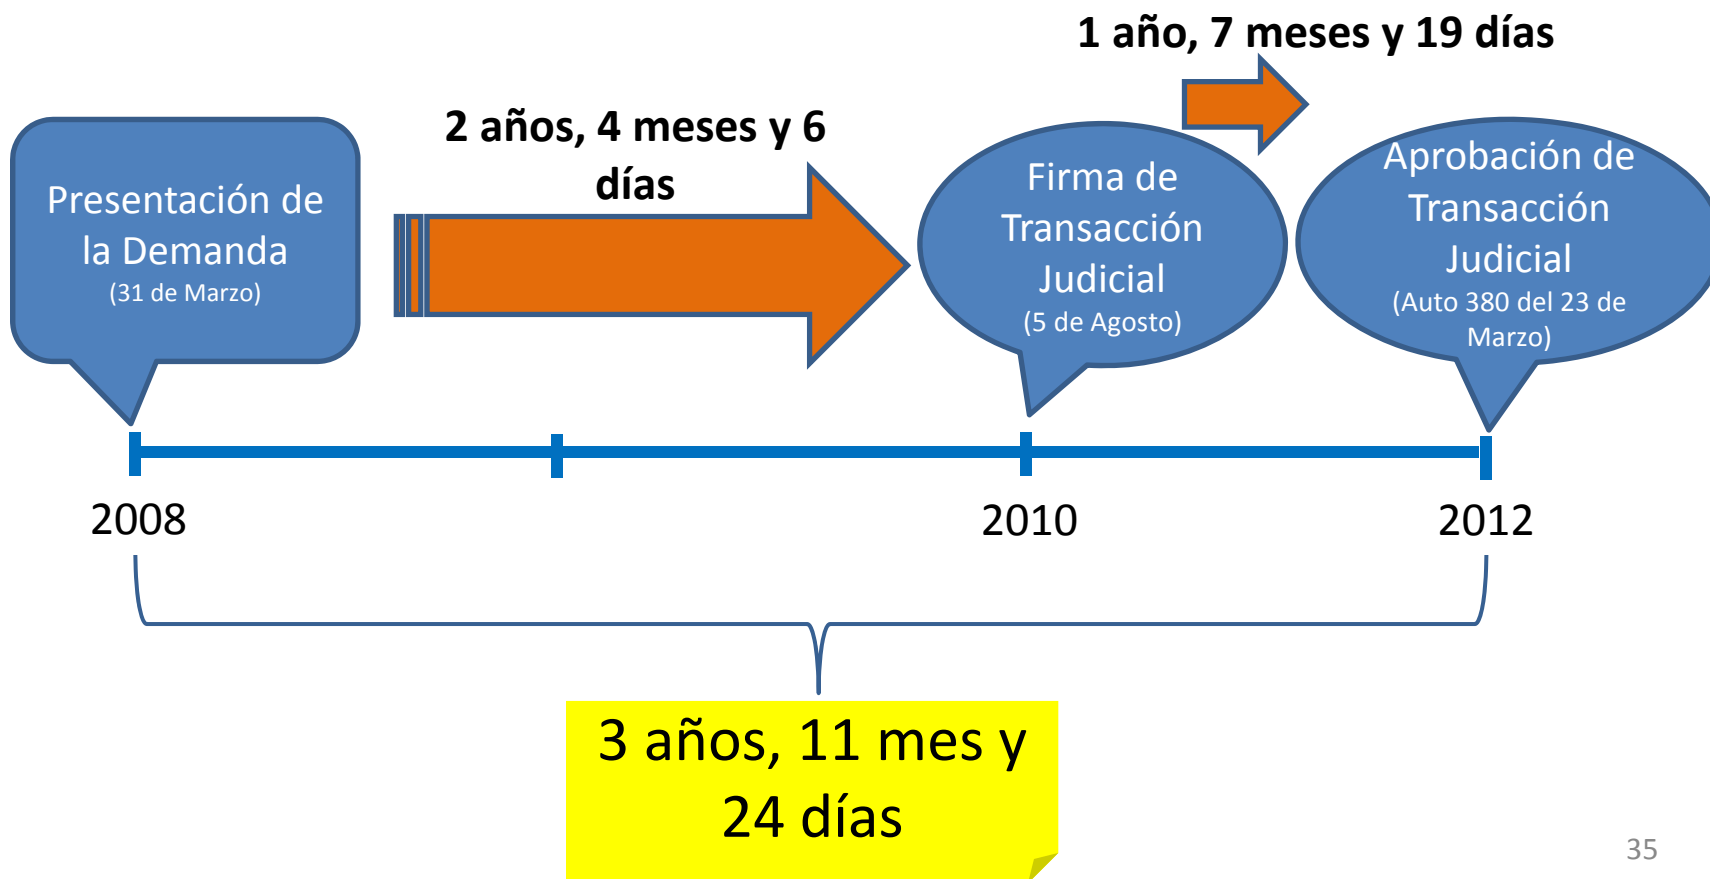 1 año, 7 meses y 19 días
2 años, 4 meses y 6
días
Presentación de
la Demanda
(31 de Marzo)
Firma de
Transacción
Judicial
(5 de Agosto)
Aprobación de
Transacción
Judicial
(Auto 380 del 23 de
Marzo)
2008
2010
2012
3 años, 11 mes y
24 días
35